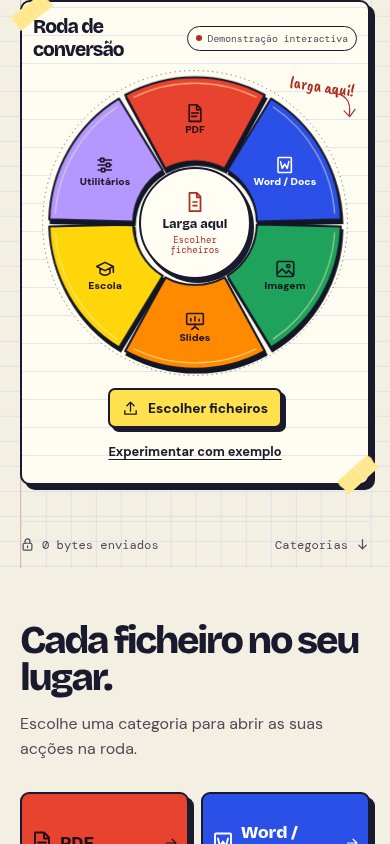 Roda de
conversão
Demonstração interactiva
larga aqui!
PDF
Utilitários
Word / Docs
Larga aqui
Escolher
ficheiros
Escola
Imagem
Slides
Escolher ficheiros
Experimentar com exemplo
0 bytes enviados
Categorias ↓
Cada ficheiro no seu
lugar.
Escolhe uma categoria para abrir as suas
acções na roda.
PDF →
Word / →